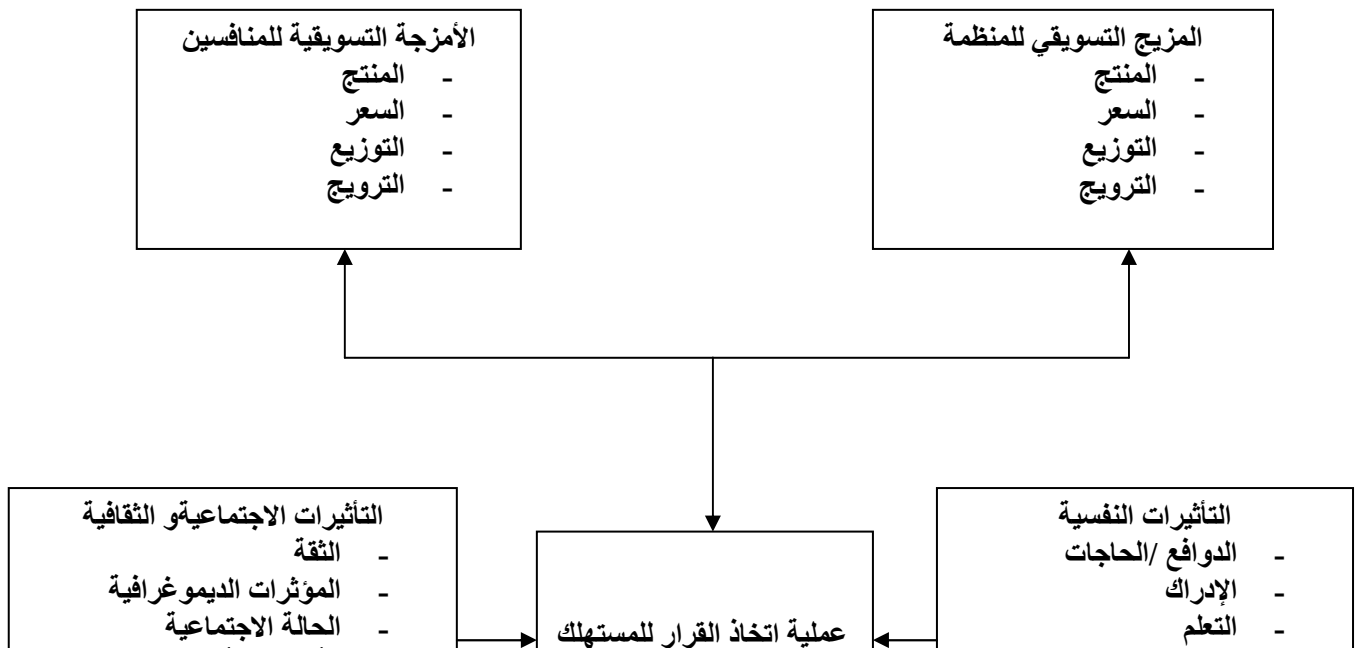 المزيج التسويقي للمنظمة
- المنتج
- السعر
- التوزيع
- الترويج
الأمزجة التسويقية للمنافسين
- المنتج
- السعر
- التوزيع
- الترويج
التأثيرات النفسية
- الدوافع /الحاجات
- الإدراك
- التعلم
عملية اتخاذ القرار للمستهلك
التأثيرات الاجتماعيةو الثقافية
- الثقة
- المؤثرات الديموغرافية
- الحالة الاجتماعية